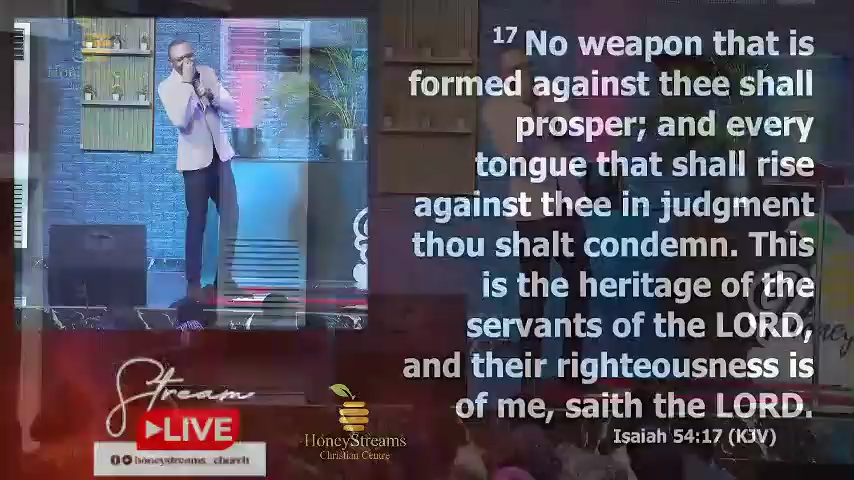 17 No weapon that is
formed against thee shall
prosper; and every
tongue that shall rise
against thee in judgment
thou shalt condemn. This
is the heritage of the
servants of the LORD,
and their righteousness is
of me, saith the LORD.
Isaiah 54:17 (KJV)
Stream
LIVE
honeystreams_church
HoneyStreams
Christian Centre